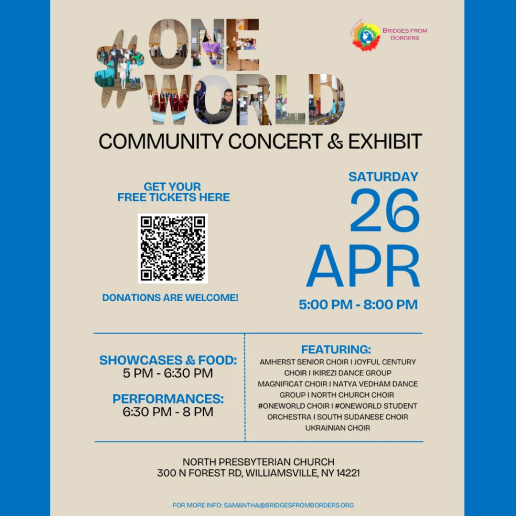 #ONE
#WORLD
BRIDGES FROM
BORDERS
COMMUNITY CONCERT & EXHIBIT
GET YOUR
FREE TICKETS HERE
DONATIONS ARE WELCOME!
SATURDAY
26
APR
5:00 PM - 8:00 PM
SHOWCASES & FOOD:
5 PM - 6:30 PM
PERFORMANCES:
6:30 PM - 8 PM
FEATURING:
AMHERST SENIOR CHOIR I JOYFUL CENTURY
CHOIR I IKIREZI DANCE GROUP
MAGNIFICAT CHOIR I NATYA VEDHAM DANCE
GROUP I NORTH CHURCH CHOIR
#ONEWORLD CHOIR I #ONEWORLD STUDENT
ORCHESTRA I SOUTH SUDANESE CHOIR
UKRAINIAN CHOIR
NORTH PRESBYTERIAN CHURCH
300 N FOREST RD, WILLIAMSVILLE, NY 14221
FOR MORE INFO: SAMANTHA@BRIDGESFROMBORDERS.ORG